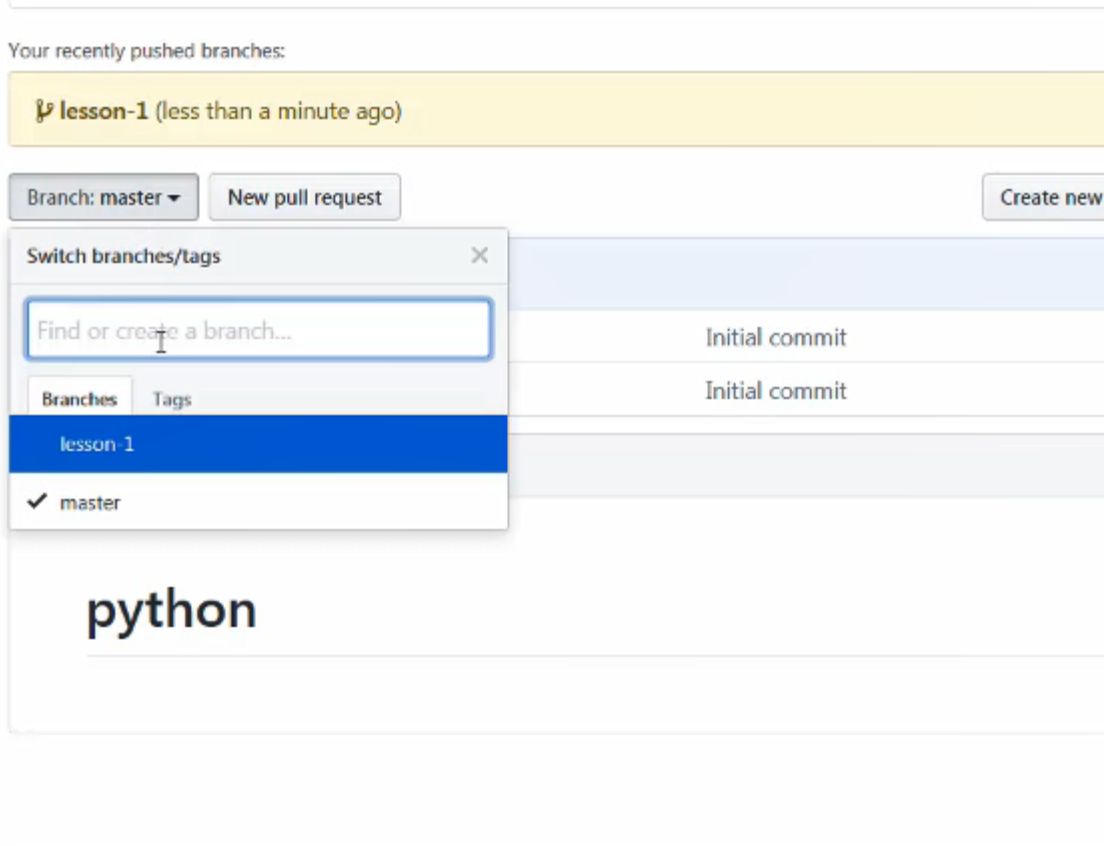 Your recently pushed branches:
lesson-1 (less than a minute ago)
Branch: master New pull request Create new
Switch branches/tags
Find or create a branch...
Initial commit
Branches Tags
Initial commit
lesson-1
master
python